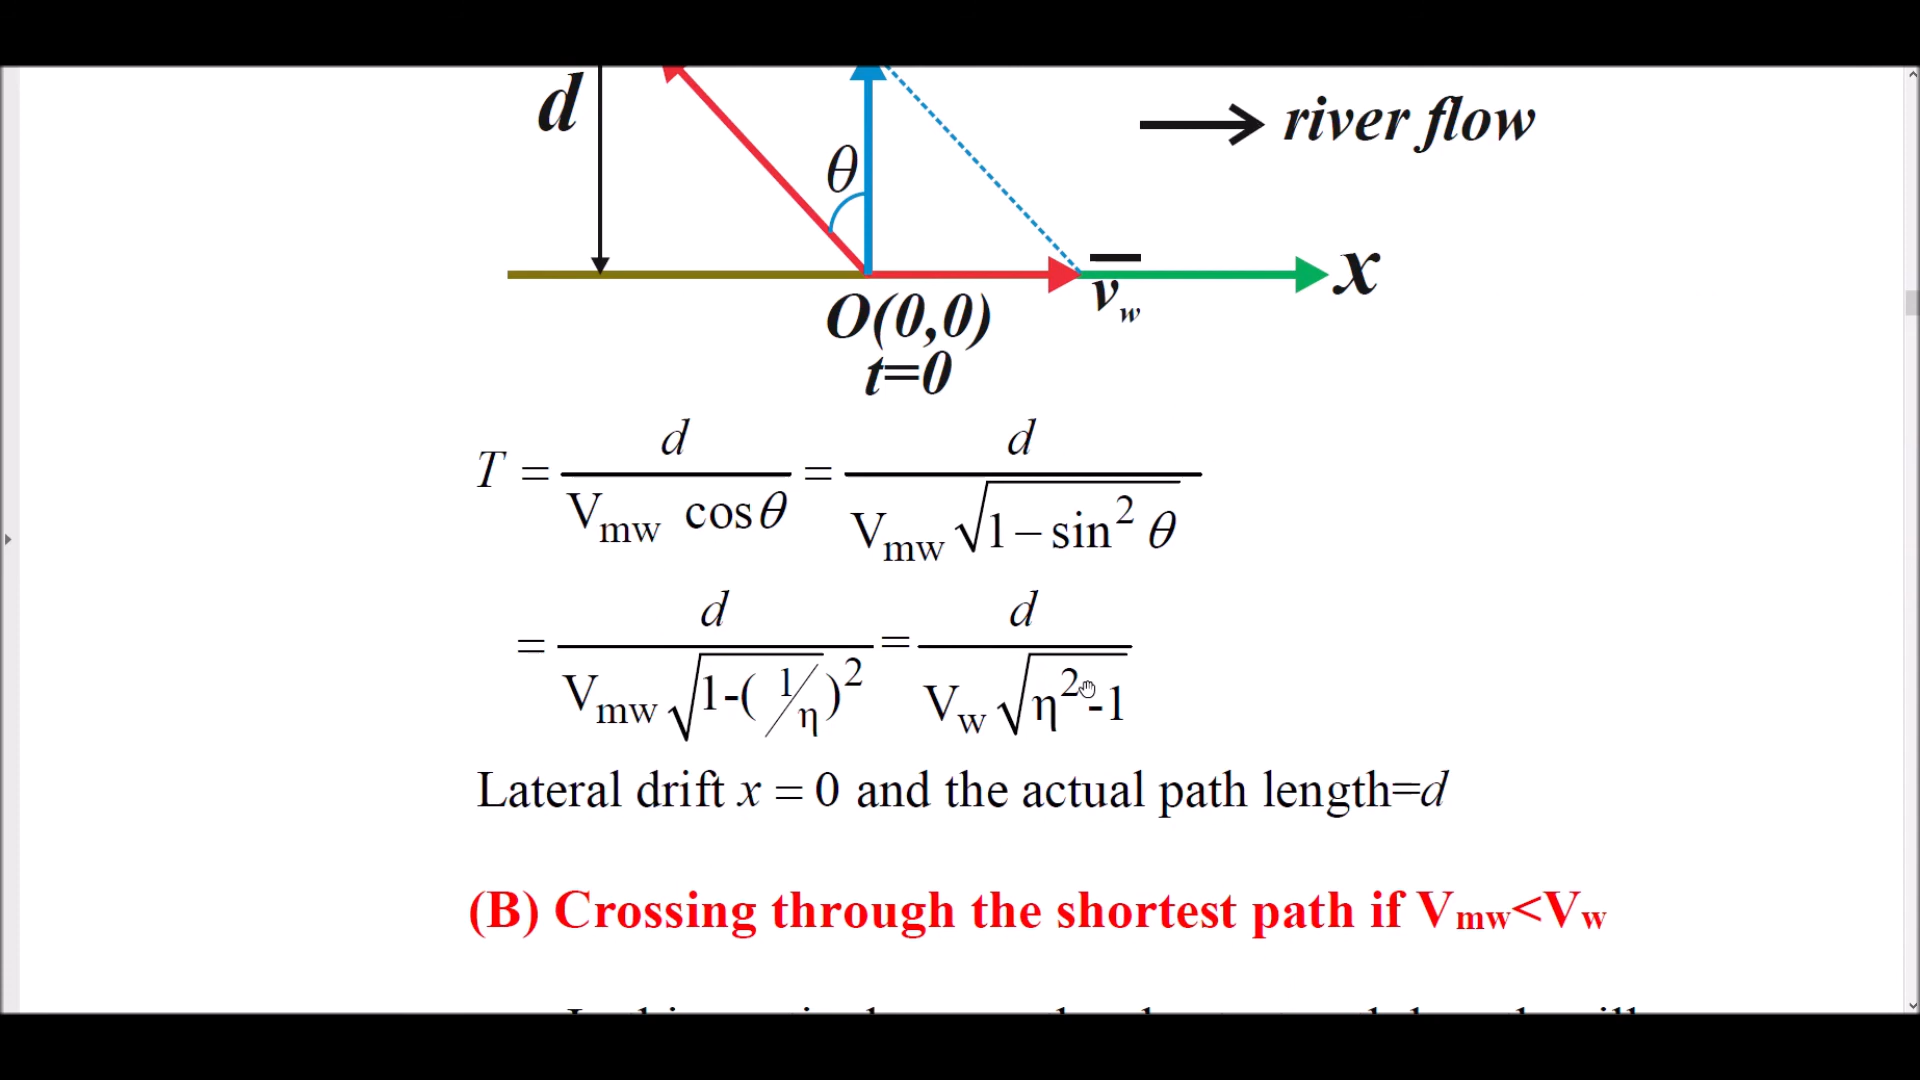 d
river flow
θ
x
v_w
O(0,0)
t=0
T = d / (V_mw cosθ) = d / (V_mw √(1 – sin² θ))
= d / (V_mw √(1-(1/η)²)) = d / (V_w √(η²-1))
Lateral drift x = 0 and the actual path length=d
(B) Crossing through the shortest path if V_mw<V_w